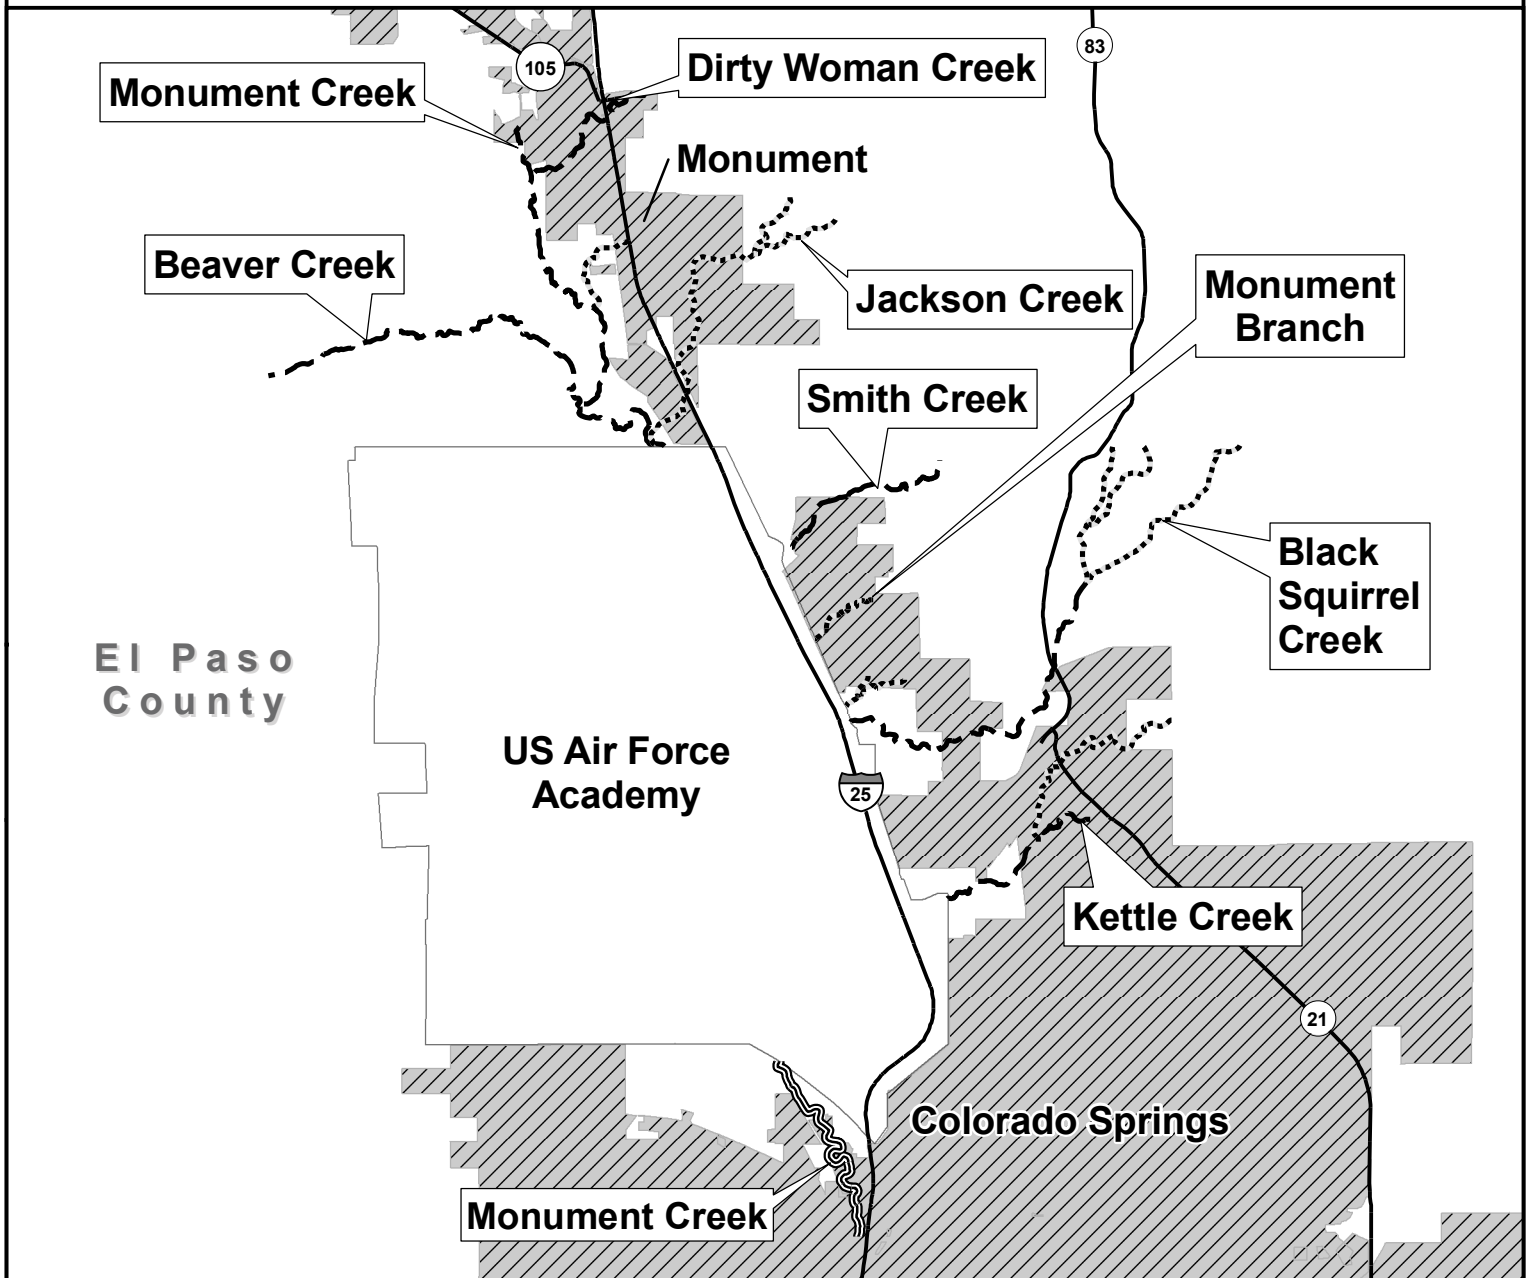 105
83
Dirty Woman Creek
Monument Creek
Monument
Beaver Creek
Jackson Creek
Monument
Branch
Smith Creek
Black
Squirrel
Creek
El Paso
County
US Air Force
Academy
25
Kettle Creek
21
Colorado Springs
Monument Creek